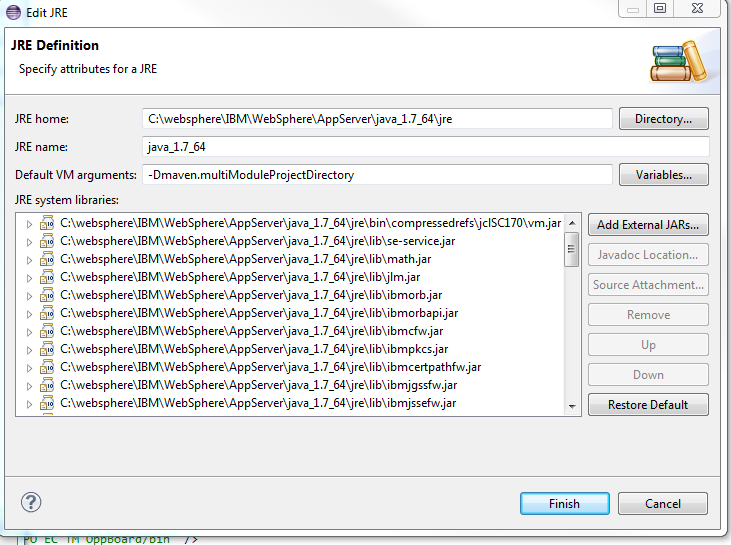 Edit JRE
JRE Definition
Specify attributes for a JRE
JRE home:
C:\websphere\IBM\WebSphere\AppServer\java_1.7_64\jre
Directory...
JRE name:
java_1.7_64
Default VM arguments:
-Dmaven.multiModuleProjectDirectory
Variables...
JRE system libraries:
C:\websphere\IBM\WebSphere\AppServer\java_1.7_64\jre\bin\compressedrefs\jclSC170\vm.jar
C:\websphere\IBM\WebSphere\AppServer\java_1.7_64\jre\lib\se-service.jar
C:\websphere\IBM\WebSphere\AppServer\java_1.7_64\jre\lib\math.jar
C:\websphere\IBM\WebSphere\AppServer\java_1.7_64\jre\lib\jlm.jar
C:\websphere\IBM\WebSphere\AppServer\java_1.7_64\jre\lib\ibmorb.jar
C:\websphere\IBM\WebSphere\AppServer\java_1.7_64\jre\lib\ibmorbapi.jar
C:\websphere\IBM\WebSphere\AppServer\java_1.7_64\jre\lib\ibmcfw.jar
C:\websphere\IBM\WebSphere\AppServer\java_1.7_64\jre\lib\ibmpkcs.jar
C:\websphere\IBM\WebSphere\AppServer\java_1.7_64\jre\lib\ibmcertpathfw.jar
C:\websphere\IBM\WebSphere\AppServer\java_1.7_64\jre\lib\ibmjgssfw.jar
C:\websphere\IBM\WebSphere\AppServer\java_1.7_64\jre\lib\ibmjssefw.jar
Add External JARs...
Javadoc Location...
Source Attachment...
Remove
Up
Down
Restore Default
Finish
Cancel
PO EC TM OppBoard/bin" />